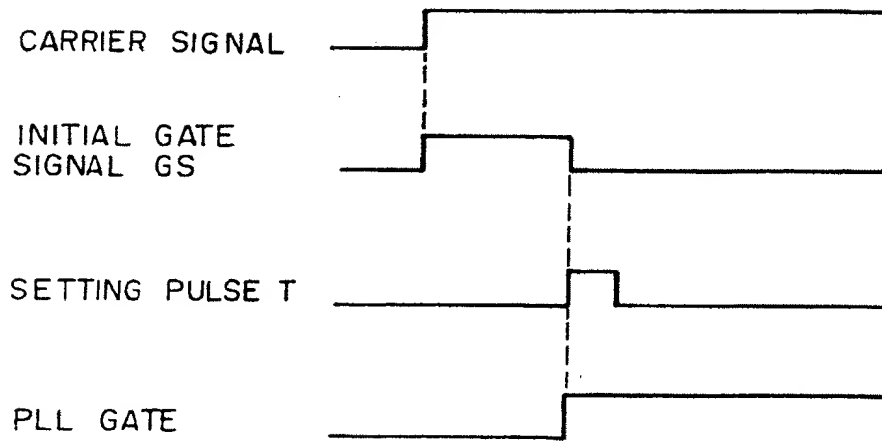 CARRIER SIGNAL
INITIAL GATE
SIGNAL GS
SETTING PULSE T
PLL GATE